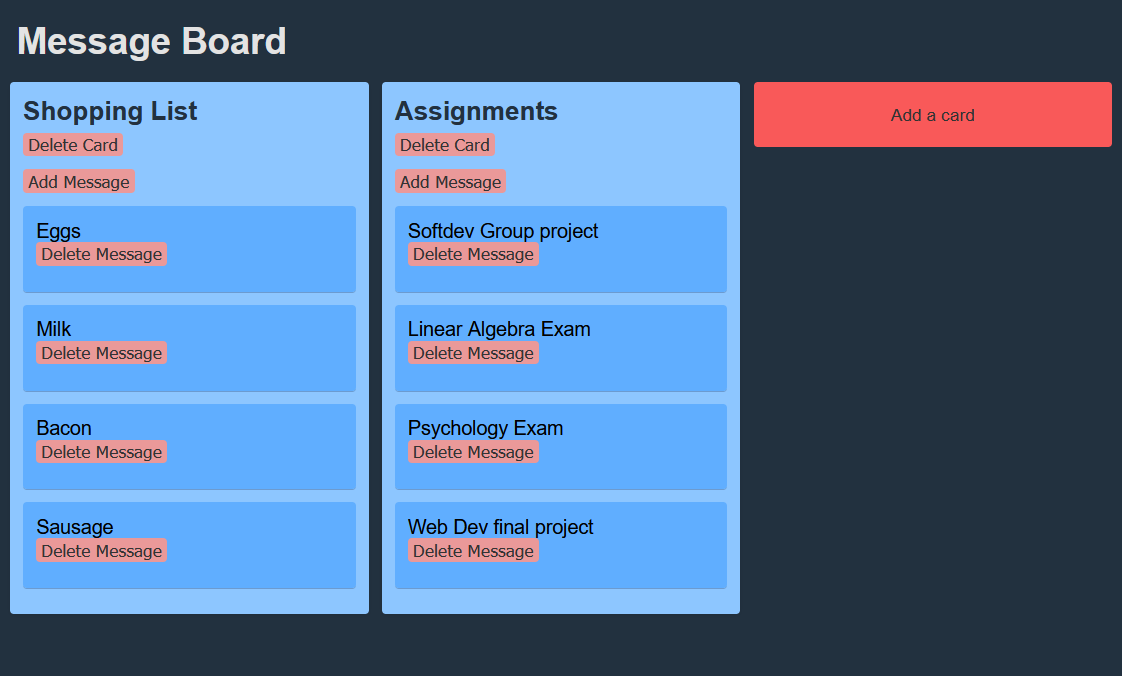 Message Board
Shopping List
Delete Card
Add Message
Eggs
Delete Message
Milk
Delete Message
Bacon
Delete Message
Sausage
Delete Message
Assignments
Delete Card
Add Message
Softdev Group project
Delete Message
Linear Algebra Exam
Delete Message
Psychology Exam
Delete Message
Web Dev final project
Delete Message
Add a card